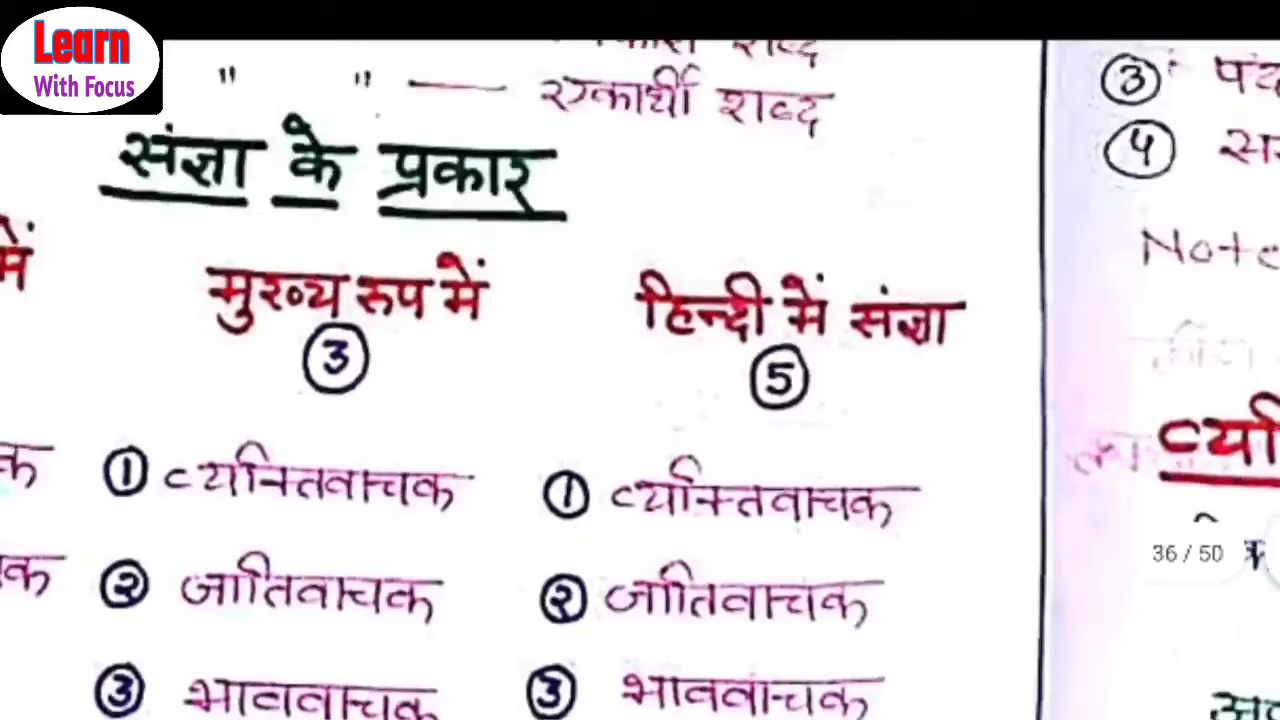 Learn
With Focus
शब्द
" " — एकार्थी शब्द
संज्ञा के प्रकार
में
मुख्य रुप में
③
हिन्दी में संज्ञा
⑤
क
① व्यक्तिवाचक
① व्यक्तिवाचक
क
② जातिवाचक
② जातिवाचक
③ भाववाचक
③ भाववाचक
③
④
Note
36 / 50